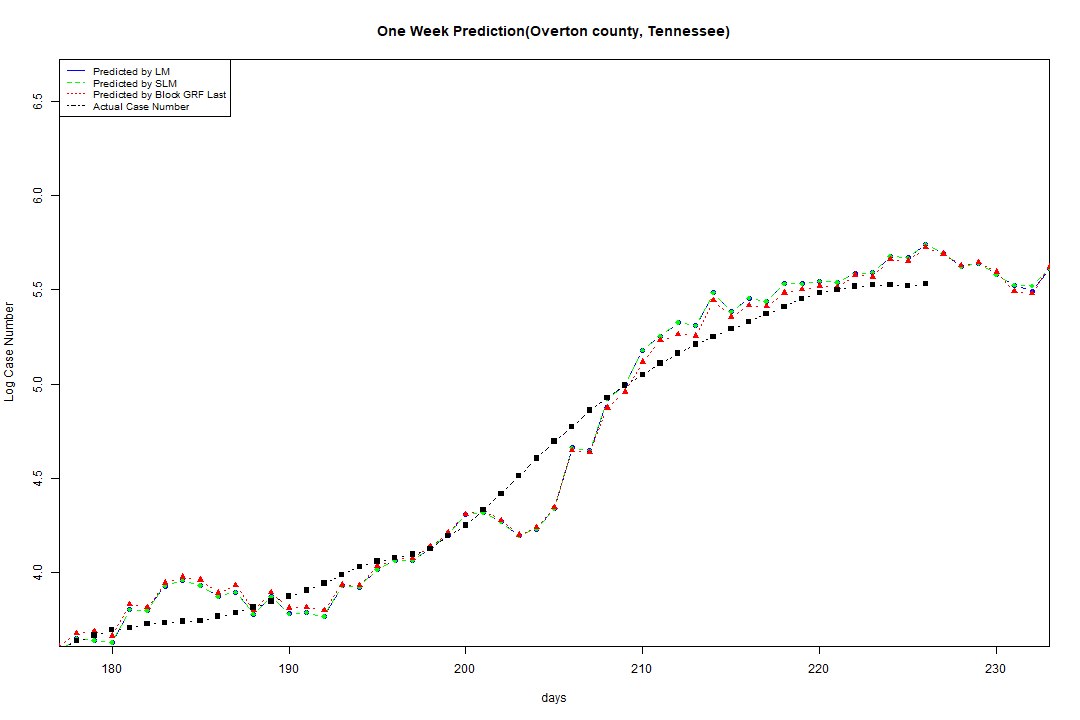 One Week Prediction(Overton county, Tennessee)
Predicted by LM
Predicted by SLM
Predicted by Block GRF Last
Actual Case Number
6.5
6.0
5.5
5.0
4.5
4.0
Log Case Number
180 190 200 210 220 230
days